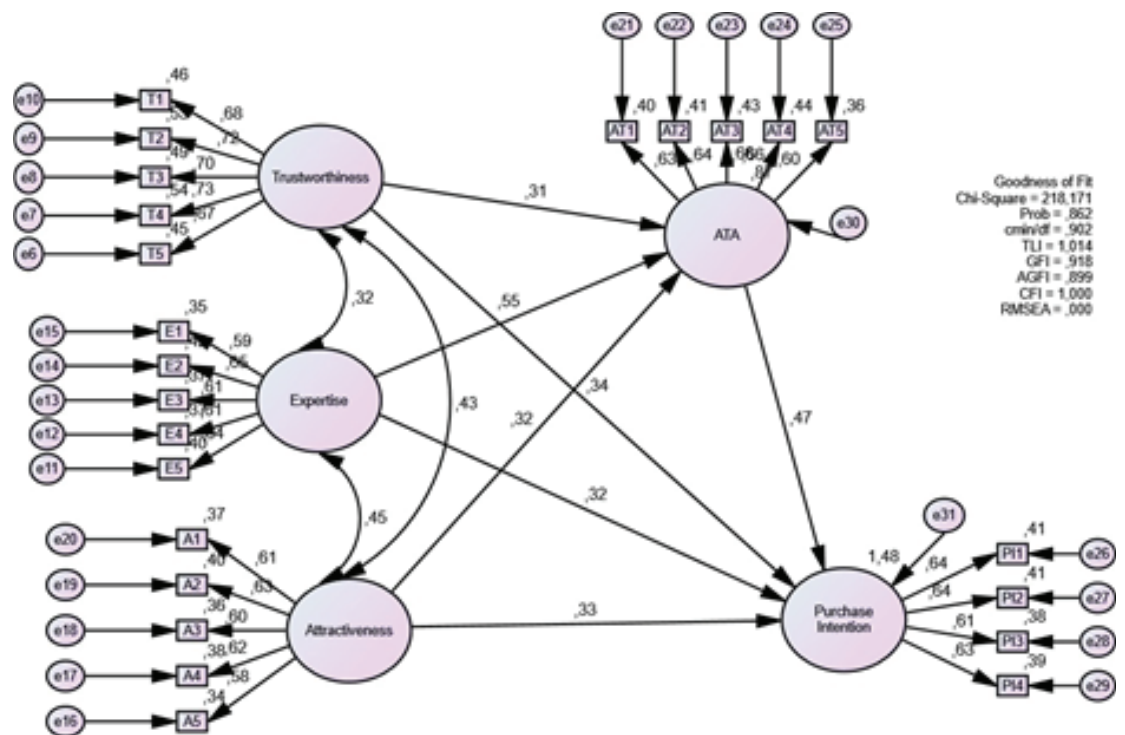 e21
e22
e23
e24
e25
,40
,41
,43
,44
,36
AT1
AT2
AT3
AT4
AT5
,63
,64
,66
,60
ATA
e30
,46
e10
T1
,68
e9
T2
,72
e8
T3
,70
e7
T4
,54
,73
e6
T5
,45
,67
Trustworthiness
,31
Goodness of Fit
Chi-Square = 218,171
Prob = ,862
cmin/df = ,902
TLI = 1,014
GFI = ,918
AGFI = ,899
CFI = 1,000
RMSEA = ,000
,32
,55
,35
e15
E1
,59
e14
E2
,65
e13
E3
,61
e12
E4
,61
e11
E5
,40
Expertise
,43
,32
,34
,47
,45
,32
,37
e20
A1
,61
e19
A2
,40
,63
e18
A3
,36
,60
e17
A4
,38
,62
e16
A5
,34
,58
Attractiveness
,33
e31
1,48
Purchase
Intention
,41
,64
PI1
e26
,41
,64
PI2
e27
,38
,61
PI3
e28
,39
,63
PI4
e29